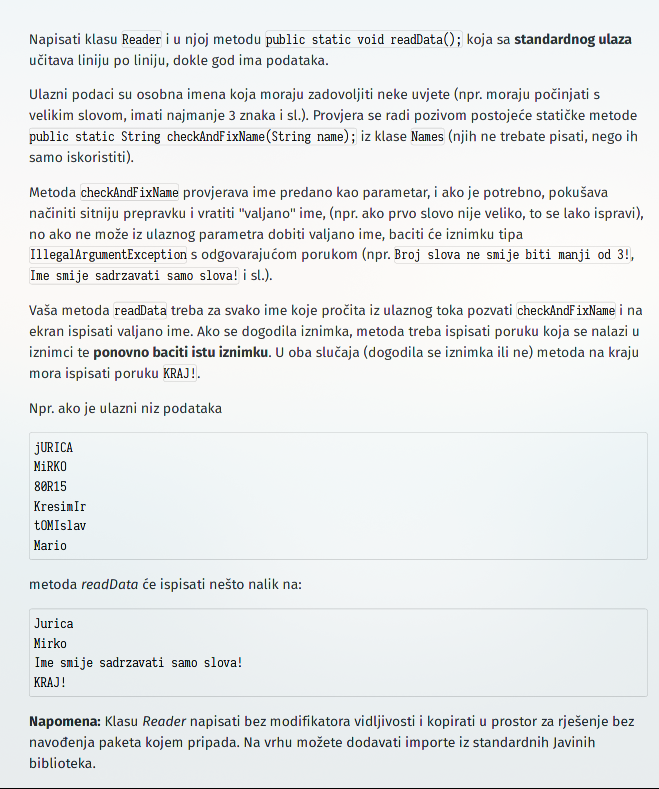 Napisati klasu Reader i u njoj metodu public static void readData(); koja sa standardnog ulaza
učitava liniju po liniju, dokle god ima podataka.
Ulazni podaci su osobna imena koja moraju zadovoljiti neke uvjete (npr. moraju počinjati s
velikim slovom, imati najmanje 3 znaka i sl.). Provjera se radi pozivom postojeće statičke metode
public static String checkAndFixName(String name); iz klase Names (njih ne trebate pisati, nego ih
samo iskoristiti).
Metoda checkAndFixName provjerava ime predano kao parametar, i ako je potrebno, pokušava
načiniti sitniju prepravku i vratiti "valjano" ime, (npr. ako prvo slovo nije veliko, to se lako ispravi),
no ako ne može iz ulaznog parametra dobiti valjano ime, baciti će iznimku tipa
IllegalArgumentException s odgovarajućom porukom (npr. Broj slova ne smije biti manji od 3!,
Ime smije sadrzavati samo slova! i sl.).
Vaša metoda readData treba za svako ime koje pročita iz ulaznog toka pozvati checkAndFixName i na
ekran ispisati valjano ime. Ako se dogodila iznimka, metoda treba ispisati poruku koja se nalazi u
iznimci te ponovno baciti istu iznimku. U oba slučaja (dogodila se iznimka ili ne) metoda na kraju
mora ispisati poruku KRAJ!.
Npr. ako je ulazni niz podataka
jURICA
MiRKO
80R15
KresimIr
tOMIslav
Mario
metoda readData će ispisati nešto nalik na:
Jurica
Mirko
Ime smije sadrzavati samo slova!
KRAJ!
Napomena: Klasu Reader napisati bez modifikatora vidljivosti i kopirati u prostor za rješenje bez
navođenja paketa kojem pripada. Na vrhu možete dodavati importe iz standardnih Javinih
biblioteka.